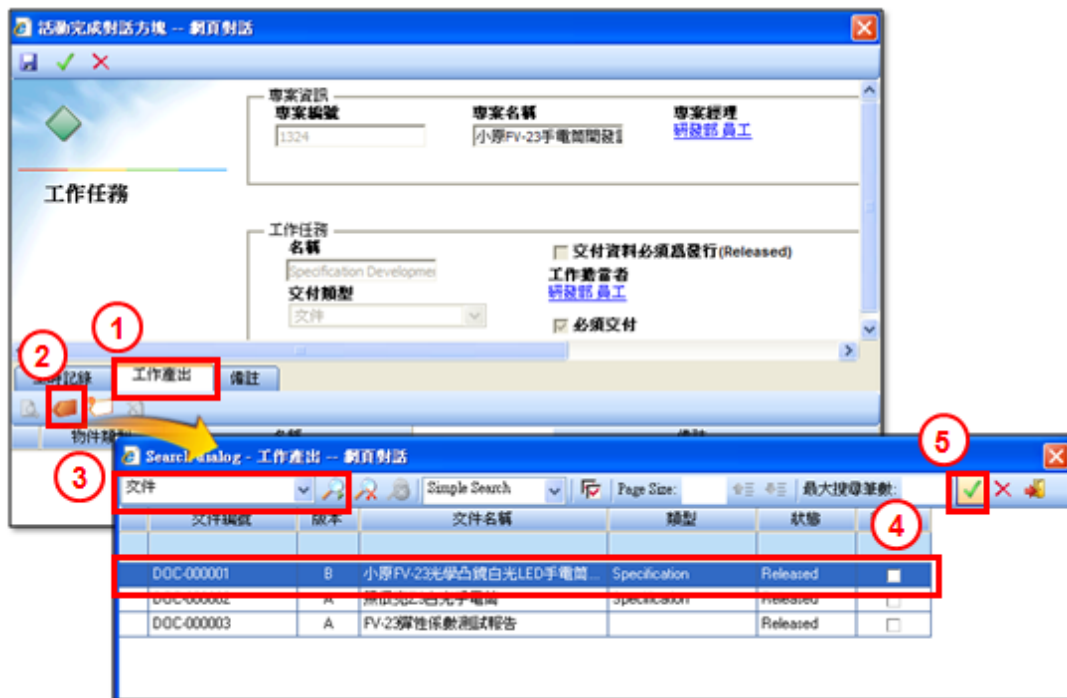 活動完成對話方塊 -- 網頁對話
專案資訊
專案編號 專案名稱 專案經理
1324 小原FV-23手電筒開發 研發部 員工
工作任務
工作任務
名稱 交付資料必須為發行(Released)
Specification Developmer 工作擔當者
交付類型 研發部 員工
文件 必須交付
1
2
記錄 工作產出 備註
物件類
3
5
Search dialog - 工作產出 -- 網頁對話
文件 Simple Search Page Size: 最大搜尋筆數:
4
文件編號 版本 文件名稱 類型 狀態
DOC-000001 B 小原FV-23光學凸鏡白光LED手電筒... Specification Released
DOC-000002 A Specification Released
DOC-000003 A FV-23彈性係數測試報告 Released